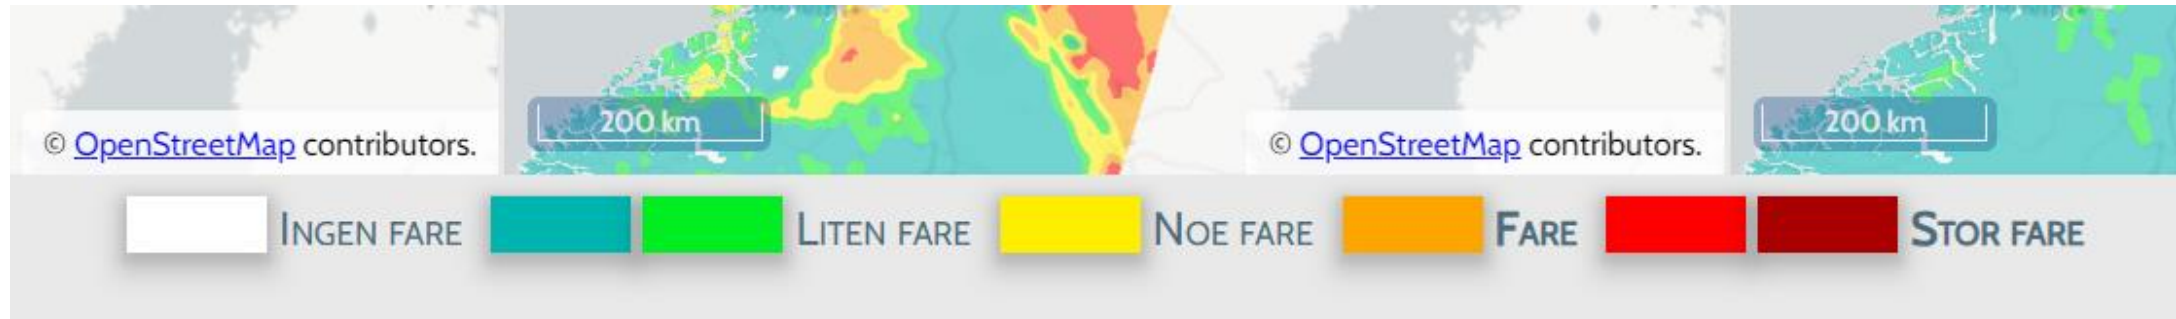 200 km
200 km
© OpenStreetMap contributors.
© OpenStreetMap contributors.
INGEN FARE LITEN FARE NOE FARE FARE STOR FARE